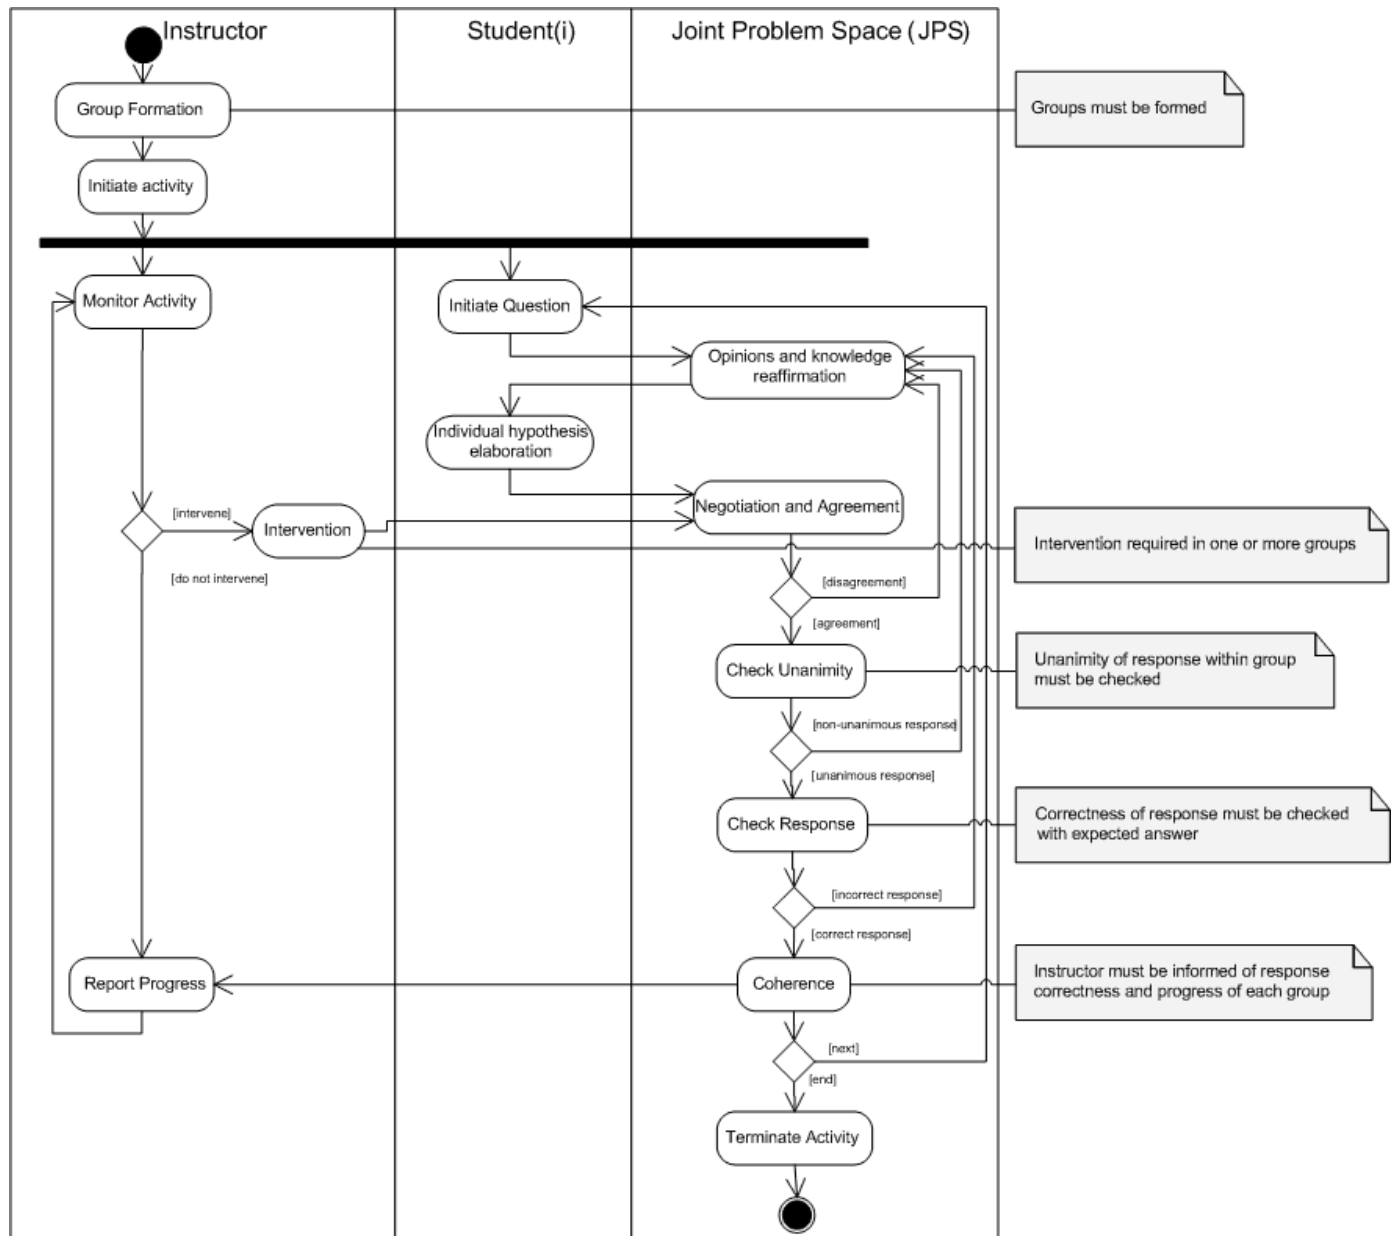 Instructor
Student(i)
Joint Problem Space (JPS)
Group Formation
Groups must be formed
Initiate activity
Monitor Activity
Initiate Question
Opinions and knowledge
reaffirmation
Individual hypothesis
elaboration
Negotiation and Agreement
[intervene]
Intervention
Intervention required in one or more groups
[do not intervene]
[disagreement]
[agreement]
Check Unanimity
Unanimity of response within group
must be checked
[non-unanimous response]
[unanimous response]
Check Response
Correctness of response must be checked
with expected answer
[incorrect response]
[correct response]
Report Progress
Coherence
Instructor must be informed of response
correctness and progress of each group
[next]
[end]
Terminate Activity